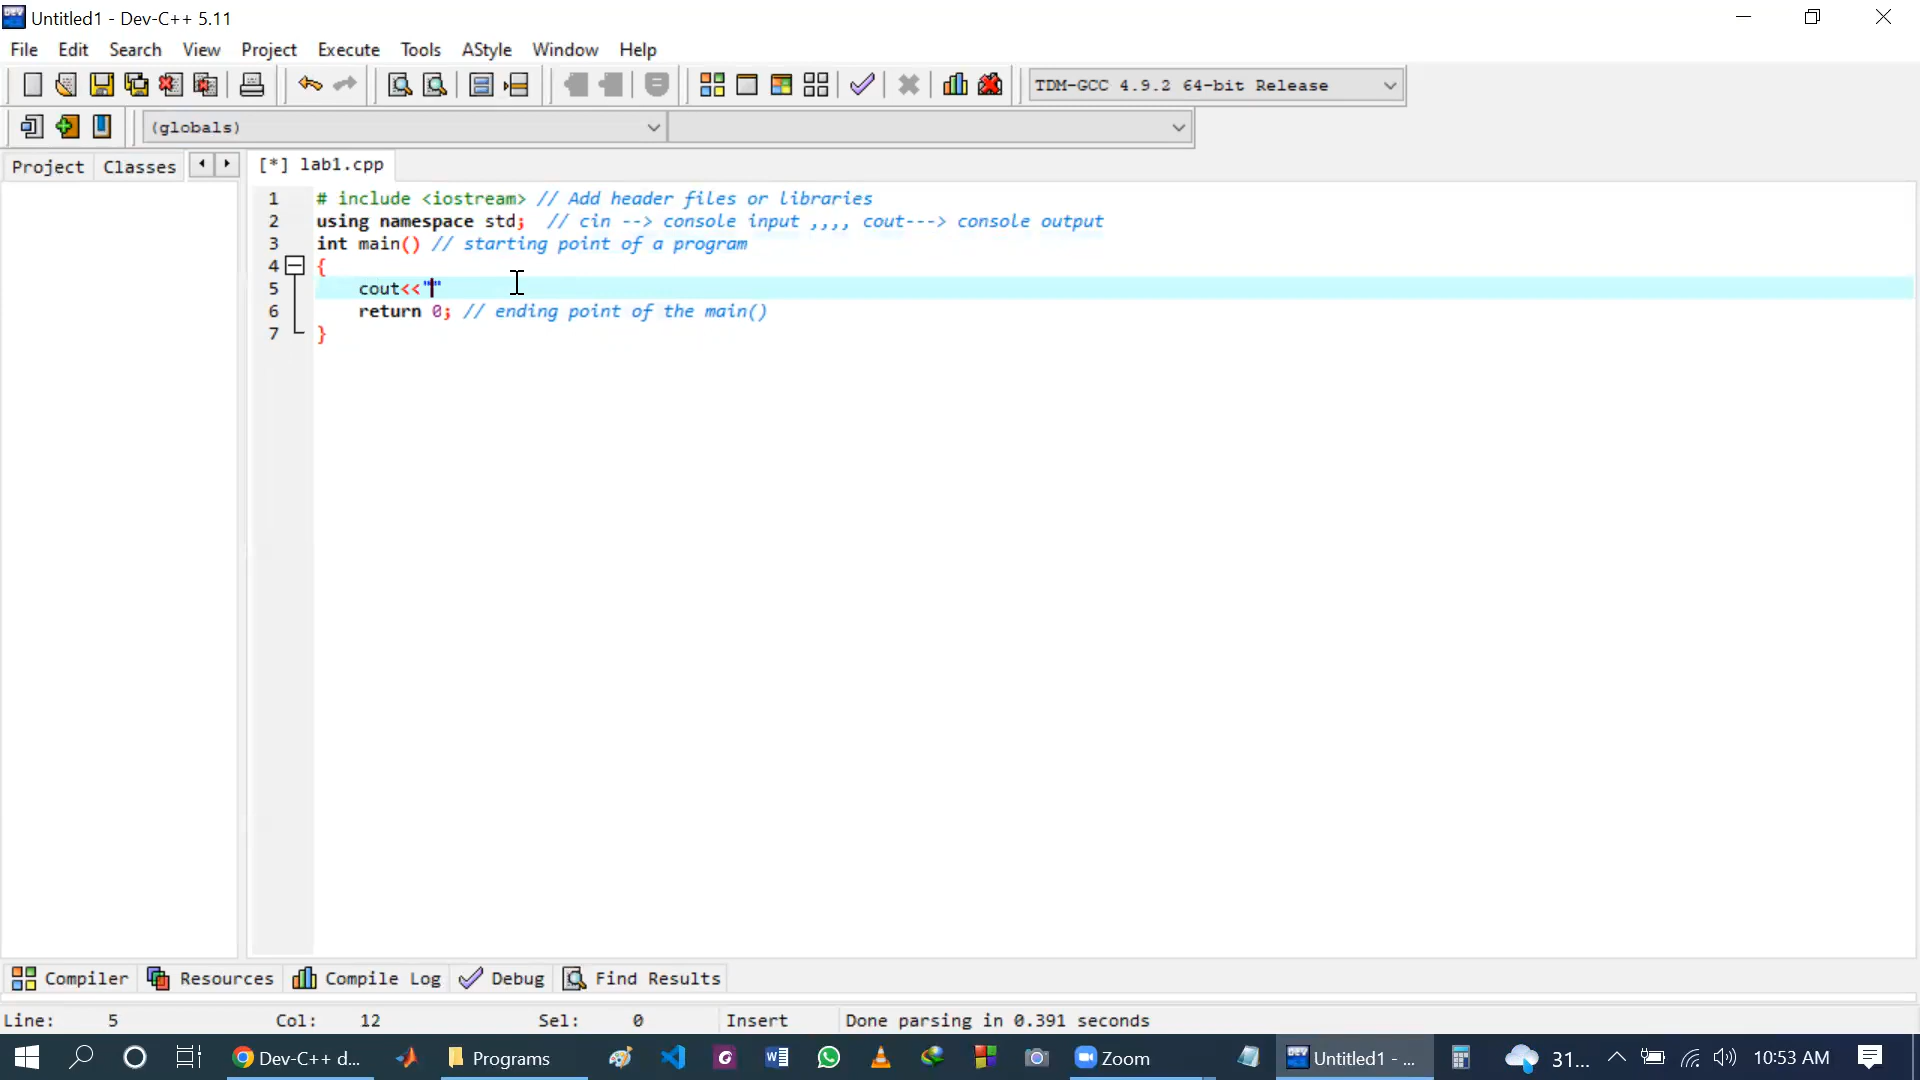 Untitled1 - Dev-C++ 5.11
File Edit Search View Project Execute Tools AStyle Window Help
TDM-GCC 4.9.2 64-bit Release
(globals)
Project Classes [*] lab1.cpp
1 # include <iostream> // Add header files or libraries
2 using namespace std; // cin --> console input ,,,, cout---> console output
3 int main() // starting point of a program
4 {
5 cout<<""
6 return 0; // ending point of the main()
7 }
Compiler Resources Compile Log Debug Find Results
Line: 5 Col: 12 Sel: 0 Insert Done parsing in 0.391 seconds
Dev-C++ d... Programs Zoom Untitled1 - ... 31... 10:53 AM